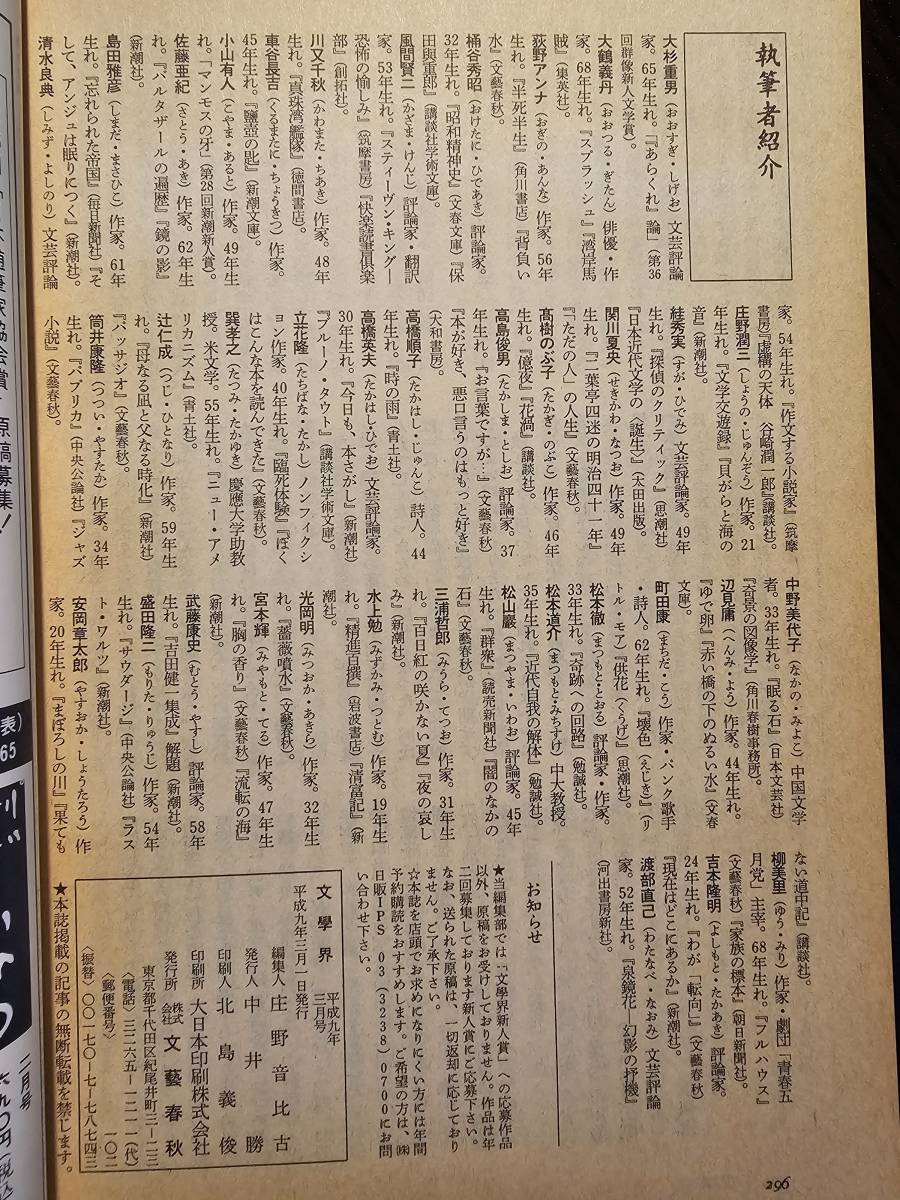 執筆者紹介
大杉重男（おおすぎ・しげお）文芸評論
家。65年生れ。「『あらくれ』論」（第36
回群像新人文学賞）。
大鶴義丹（おおつる・ぎたん）俳優・作
家。68年生れ。『スプラッシュ』『湾岸馬
賊』（集英社）。
荻野アンナ（おぎの・あんな）作家。56年
生れ。『半死半生』（角川書店）『背負い
水』（文藝春秋）。
桶谷秀昭（おけたに・ひであき）評論家。
32年生れ。『昭和精神史』（文春文庫）『保
田與重郎』（講談社学術文庫）。
風間賢二（かざま・けんじ）評論家・翻訳
家。53年生れ。『スティーヴン・キング―
恐怖の愉しみ』（筑摩書房）『快楽読書倶楽
部』（創拓社）。
川又千秋（かわまた・ちあき）作家。48年
生れ。『真珠湾艦隊』（徳間書店）。
車谷長吉（くるまたに・ちょうきつ）作家。
45年生れ。『鹽壺の匙』（新潮文庫）。
小山有人（こやま・あると）作家。49年生
れ。「マンモスの牙」（第28回新潮新人賞）。
佐藤亜紀（さとう・あき）作家。62年生
れ。『バルタザールの遍歴』『鏡の影』
（新潮社）。
島田雅彦（しまだ・まさひこ）作家。61年
生れ。『忘れられた帝国』（毎日新聞社）『そ
して、アンジュは眠りにつく』（新潮社）。
清水良典（しみず・よしのり）文芸評論
家。54年生れ。『作文する小説家』（筑摩
書房）『虚構の天体　谷崎潤一郎』（講談社）。
庄野潤三（しょうの・じゅんぞう）作家。21
年生れ。『文学交遊録』『貝がらと海の
音』（新潮社）。
絓秀実（すが・ひでみ）文芸評論家。49年
生れ。『探偵のクリティック』（思潮社）
『日本近代文学の〈誕生〉』（太田出版）。
関川夏央（せきかわ・なつお）作家。49年
生れ。『二葉亭四迷の明治四十一年』
『「ただの人」の人生』（文藝春秋）。
髙樹のぶ子（たかぎ・のぶこ）作家。46年
生れ。『億夜』『花渦』（講談社）。
高島俊男（たかしま・としお）評論家。37
年生れ。『お言葉ですが…』（文藝春秋）
『本が好き、悪口言うのはもっと好き』
（大和書房）。
高橋順子（たかはし・じゅんこ）詩人。44
年生れ。『時の雨』（青土社）。
高橋英夫（たかはし・ひでお）文芸評論家。
30年生れ。『今日も、本さがし』（新潮社）
『ブルーノ・タウト』（講談社学術文庫）。
立花隆（たちばな・たかし）ノンフィクシ
ョン作家。40年生れ。『臨死体験』『ぼく
はこんな本を読んできた』（文藝春秋）。
巽孝之（たつみ・たかゆき）慶應大学助教
授。米文学。55年生れ。『ニュー・アメ
リカニズム』（青土社）。
辻仁成（つじ・ひとなり）作家。59年生
れ。『母なる凪と父なる時化』（新潮社）
『パッサジオ』（文藝春秋）。
筒井康隆（つつい・やすたか）作家。34年
生れ。『パプリカ』（中央公論社）『ジャズ
小説』（文藝春秋）。
中野美代子（なかの・みよこ）中国文学
者。33年生れ。『眠る石』（日本文芸社）
『奇景の図像学』（角川春樹事務所）。
辺見庸（へんみ・よう）作家。44年生れ。
『ゆで卵』『赤い橋の下のぬるい水』（文春
文庫）。
町田康（まちだ・こう）作家・パンク歌手
・詩人。62年生れ。『壊色』（えじき）』（リ
トル・モア）『供花（くうげ）』（思潮社）。
松本徹（まつもと・とおる）評論家・作家。
33年生れ。『奇跡への回路』（勉誠社）。
松本道介（まつもと・みちすけ）中大教授。
35年生れ。『近代自我の解体』（勉誠社）。
松山巖（まつやま・いわお）評論家。45年
生れ。『群衆』（読売新聞社）『闇のなかの
石』（文藝春秋）。
三浦哲郎（みうら・てつお）作家。31年生
れ。『百日紅の咲かない夏』『夜の哀し
み』（新潮社）。
水上勉（みずかみ・つとむ）作家。19年生
れ。『精進百撰』（岩波書店）『清富記』（新
潮社）。
光岡明（みつおか・あきら）作家。32年生
れ。『薔薇噴水』（文藝春秋）。
宮本輝（みやもと・てる）作家。47年生
れ。『胸の香り』（文藝春秋）『流転の海』
（新潮社）。
武藤康史（むとう・やすし）評論家。58年
生れ。『吉田健一集成』解題（新潮社）。
盛田隆二（もりた・りゅうじ）作家。54年
生れ。『サウダージ』（中央公論社）『ラス
ト・ワルツ』（新潮社）。
安岡章太郎（やすおか・しょうたろう）作
家。20年生れ。『まぼろしの川』『果ても
ない道中記』（講談社）。
柳美里（ゆう・みり）作家・劇団「青春五
月党」主宰。68年生れ。『フルハウス』
（文藝春秋）『家族の標本』（朝日新聞社）。
吉本隆明（よしもと・たかあき）評論家。
24年生れ。『わが「転向」』（文藝春秋）
『現在はどこにあるか』（新潮社）。
渡部直己（わたなべ・なおみ）文芸評論
家。52年生れ。『泉鏡花―幻影の杼機』
（河出書房新社）。
お知らせ
★当編集部では「文學界新人賞」への応募作品
以外、原稿をお受けしておりません。作品は年
二回募集しております新人賞にご応募下さい。
なお、送られた原稿は、一切返却に応じており
ません。ご了承下さい。
☆本誌を店頭でお求めになりにくい方には年間
予約購読をおすすめします。ご希望の方は、㈱
日販IPS　03（3238）0700にお問
い合わせ下さい。
文學界　平成九年三月号
平成九年三月一日発行
編集人　庄野音比古
発行人　中井勝
印刷人　北島義俊
印刷所　大日本印刷株式会社
発行所　株式会社　文藝春秋
東京都千代田区紀尾井町三―二三
〈電話〉三二六五―一二一一（代）
〈郵便番号〉一〇二
〈振替〉〇〇一七〇―七―七八七四三
★本誌掲載の記事の無断転載を禁じます。
296
原稿募集！
表）
65
二月号